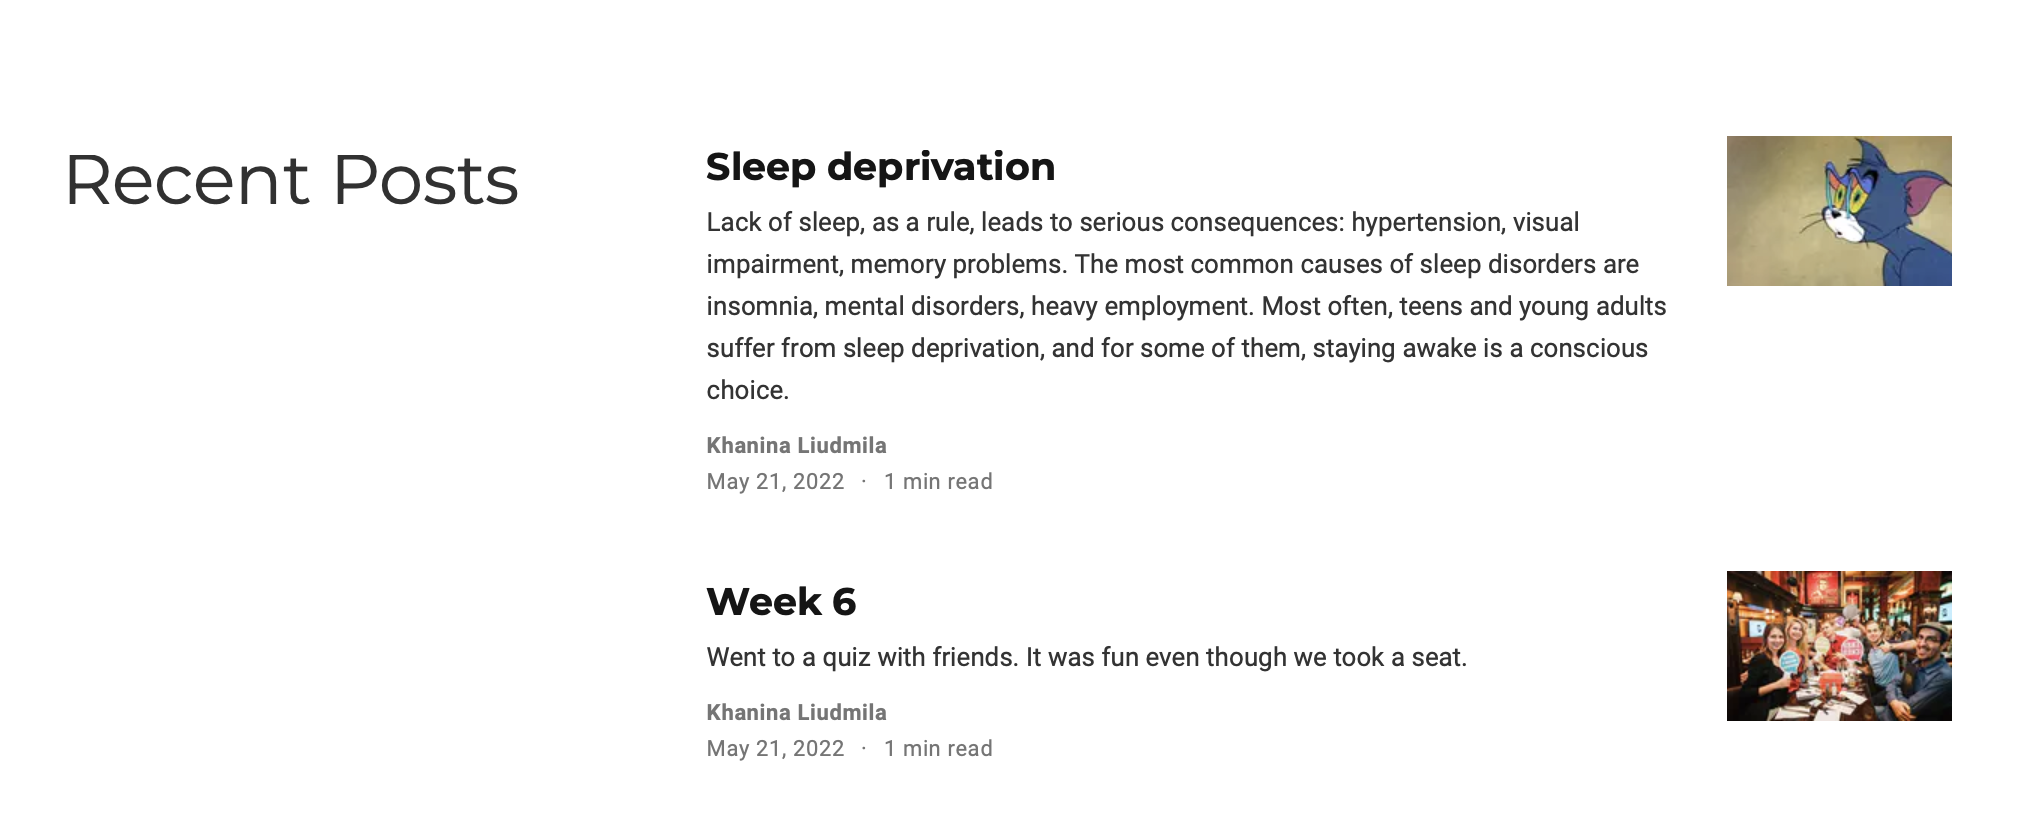 Recent Posts
Sleep deprivation
Lack of sleep, as a rule, leads to serious consequences: hypertension, visual
impairment, memory problems. The most common causes of sleep disorders are
insomnia, mental disorders, heavy employment. Most often, teens and young adults
suffer from sleep deprivation, and for some of them, staying awake is a conscious
choice.
Khanina Liudmila
May 21, 2022 · 1 min read
Week 6
Went to a quiz with friends. It was fun even though we took a seat.
Khanina Liudmila
May 21, 2022 · 1 min read